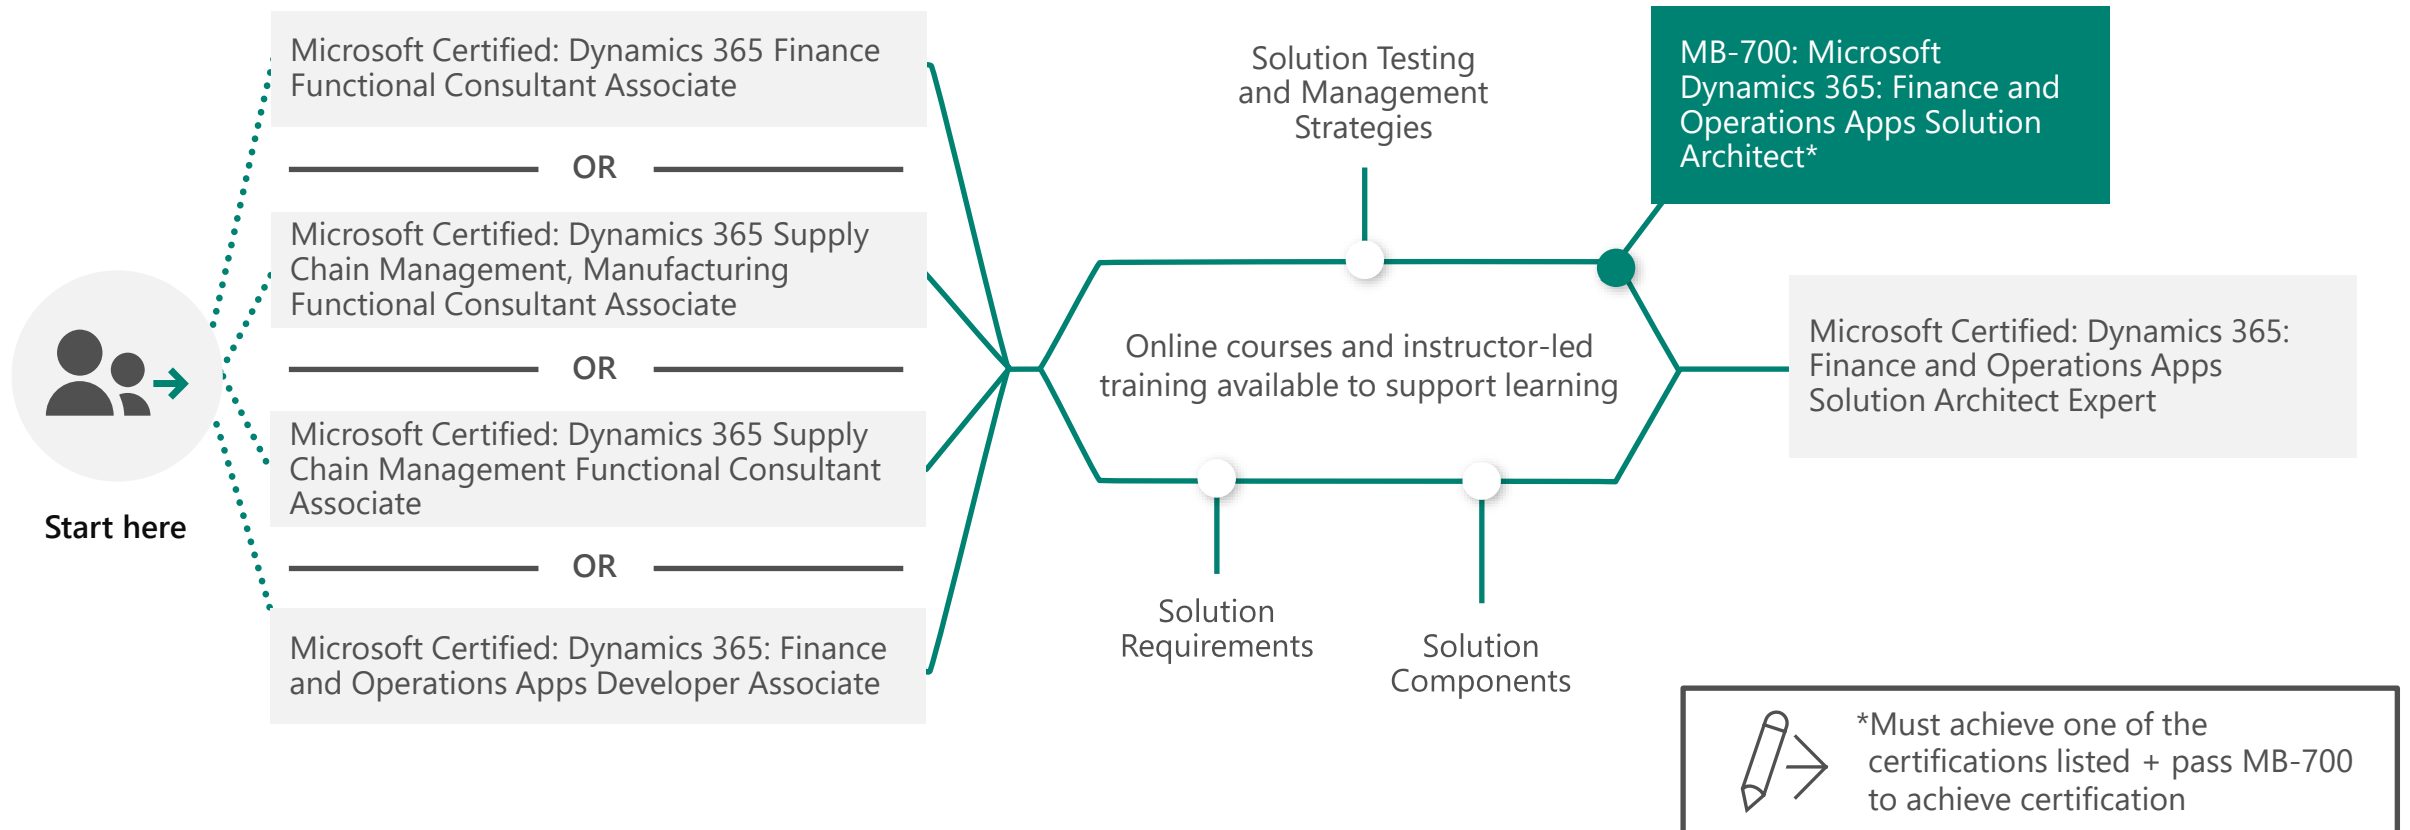 Start here
Microsoft Certified: Dynamics 365 Finance
Functional Consultant Associate
OR
Microsoft Certified: Dynamics 365 Supply
Chain Management, Manufacturing
Functional Consultant Associate
OR
Microsoft Certified: Dynamics 365 Supply
Chain Management Functional Consultant
Associate
OR
Microsoft Certified: Dynamics 365: Finance
and Operations Apps Developer Associate
Solution Testing
and Management
Strategies
Online courses and instructor-led
training available to support learning
Solution
Requirements
Solution
Components
MB-700: Microsoft
Dynamics 365: Finance and
Operations Apps Solution
Architect*
Microsoft Certified: Dynamics 365:
Finance and Operations Apps
Solution Architect Expert
*Must achieve one of the
certifications listed + pass MB-700
to achieve certification